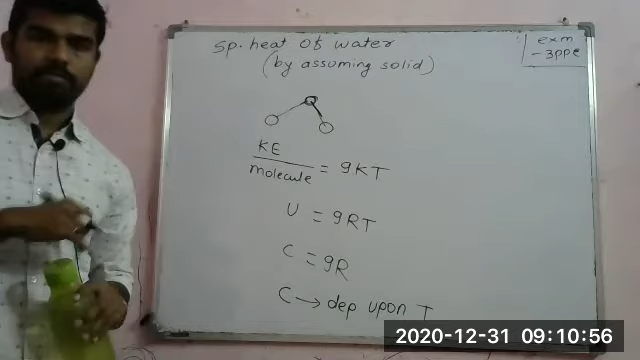 sp. heat of water
(by assuming solid)
exm
- 3pp
KE
molecule = 9KT
U = 9RT
C = 9R
C → dep upon T
2020-12-31 09:10:56